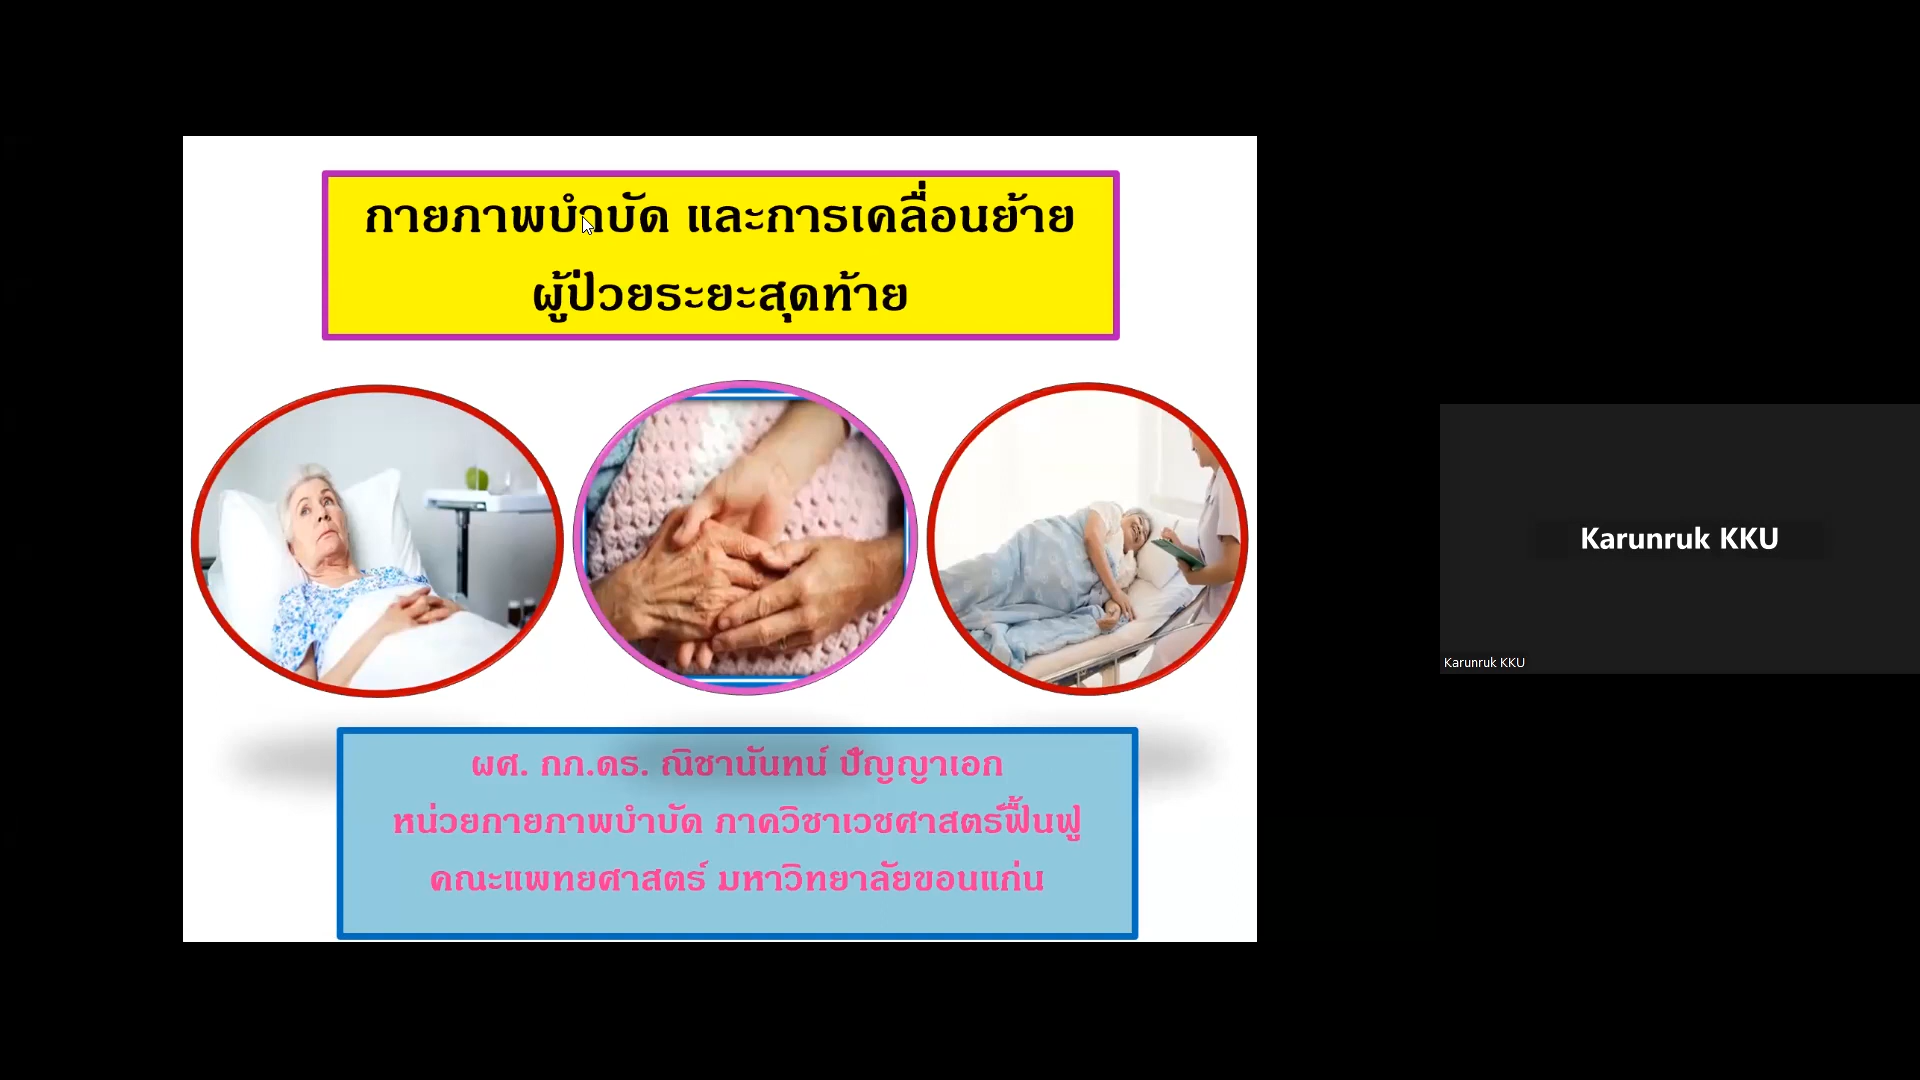 กายภาพบำบัด และการเคลื่อนย้าย
ผู้ป่วยระยะสุดท้าย
ผศ. กภ.ดร. ณิชานันทน์ ปัญญาเอก
หน่วยกายภาพบำบัด ภาควิชาเวชศาสตร์ฟื้นฟู
คณะแพทยศาสตร์ มหาวิทยาลัยขอนแก่น
Karunruk KKU
Karunruk KKU